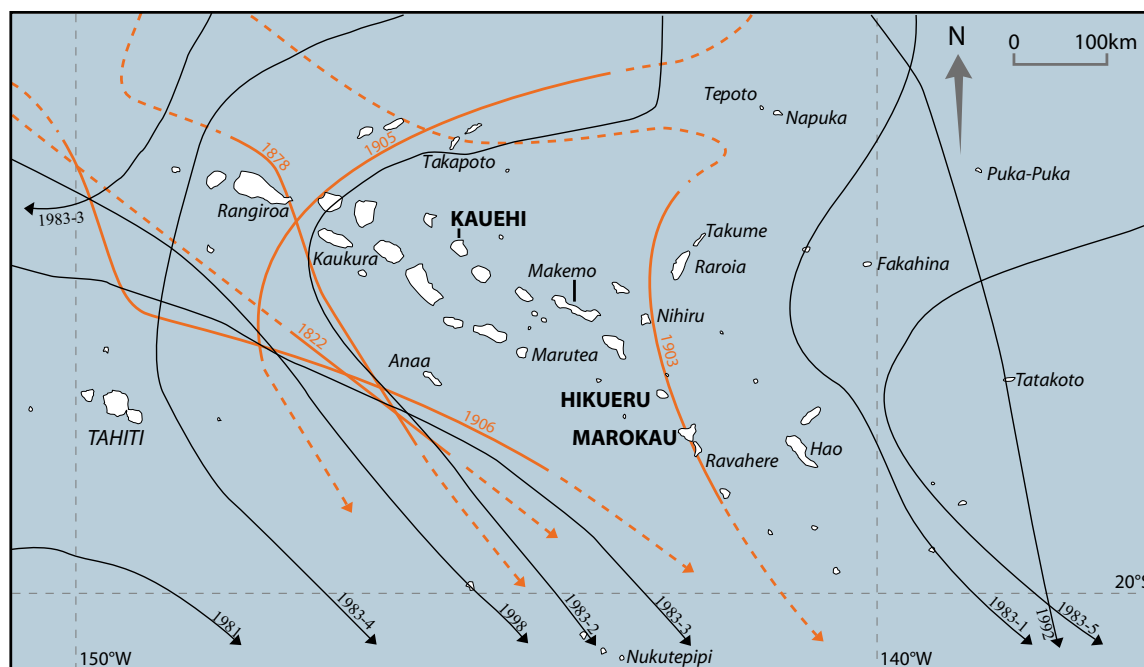 N
0
100km
Tepoto
Napuka
1905
1878
Takapoto
Puka-Puka
Rangiroa
1983-3
KAUEHI
Takume
Kaukura
Makemo
Raroia
Fakahina
Nihiru
1822
Anaa
Marutea
1903
Tatakoto
HIKUERU
1906
MAROKAU
TAHITI
Ravahere
Hao
20°S
1981
1983-4
1998
1983-2
1983-3
1983-1
1992
1983-5
150°W
Nukutepipi
140°W